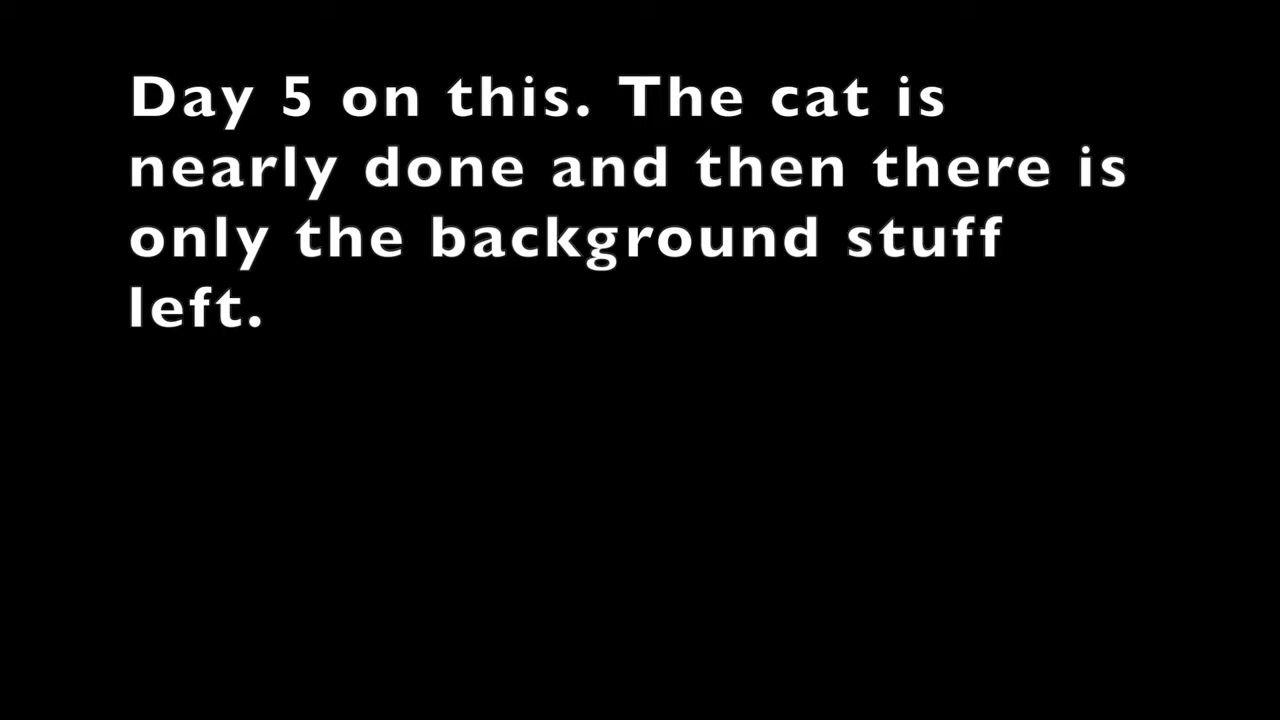 Day 5 on this. The cat is
nearly done and then there is
only the background stuff
left.